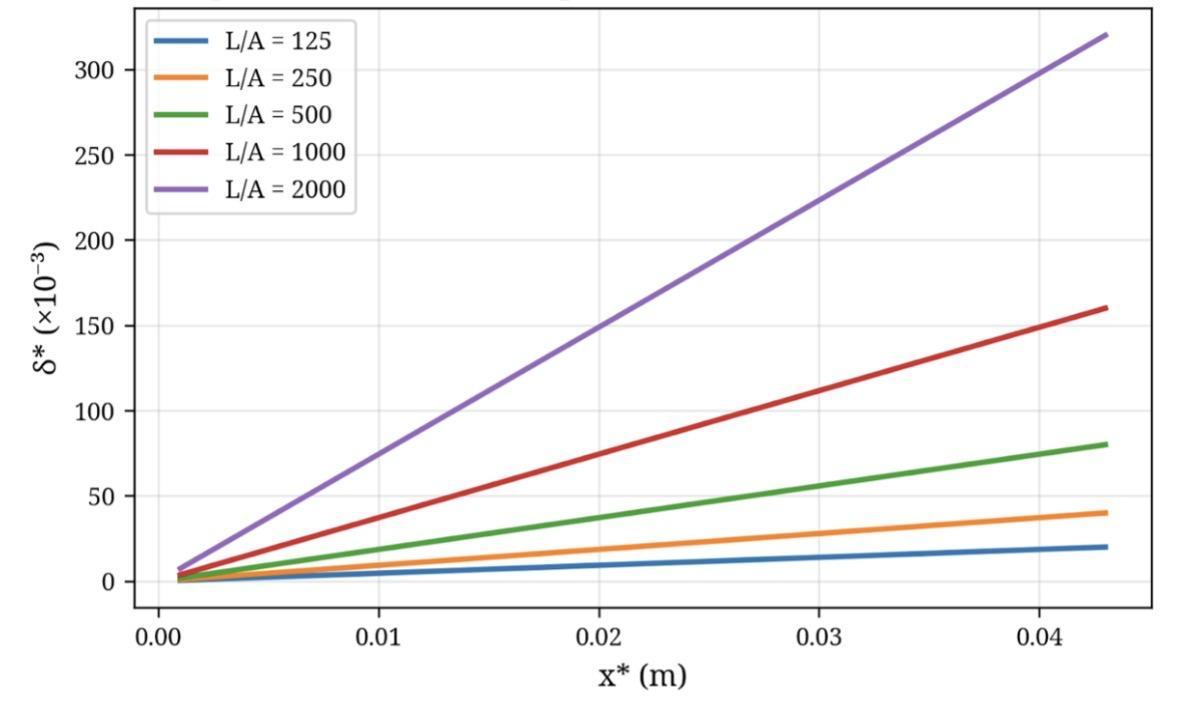 L/A = 125
L/A = 250
L/A = 500
L/A = 1000
L/A = 2000
300
250
200
150
100
50
0
δ* (×10⁻³)
0.00 0.01 0.02 0.03 0.04
x* (m)